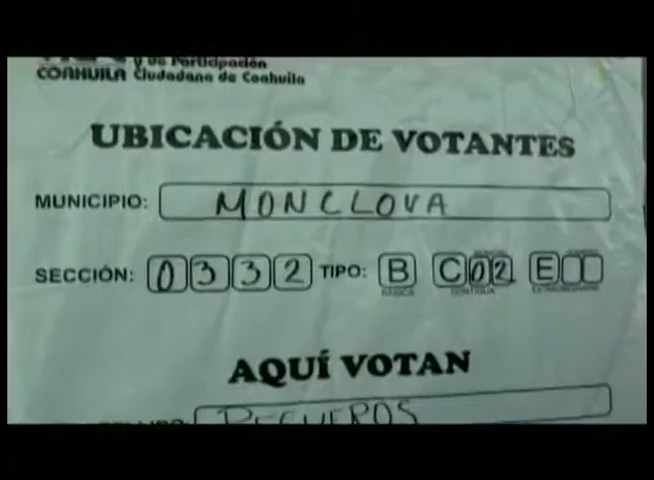 y de Participación
COAHUILA Ciudadana de Coahuila
UBICACIÓN DE VOTANTES
MUNICIPIO: MONCLOVA
SECCIÓN: 0332 TIPO: B C02 E
BÁSICA CONTIGUA EXTRAORDINARIA
AQUÍ VOTAN